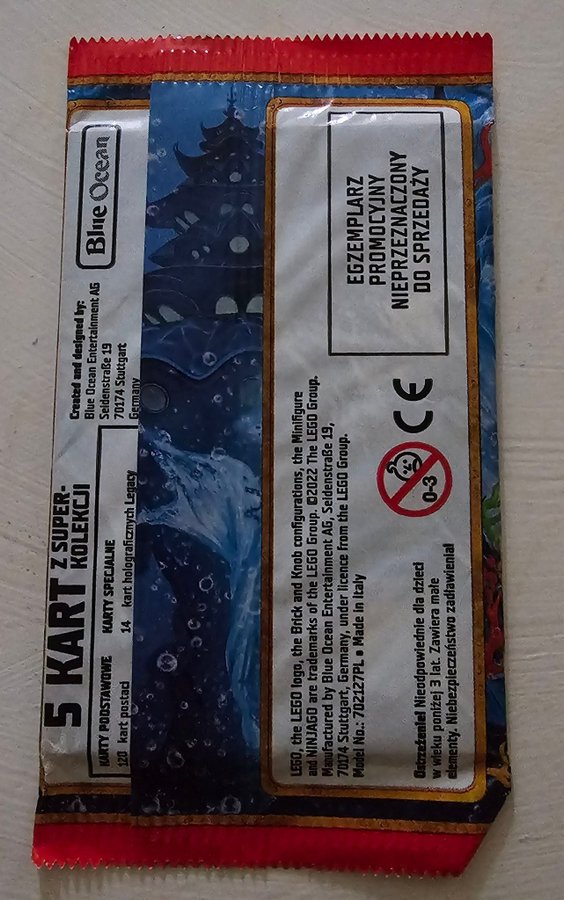 Blue Ocean
Created and designed by:
Blue Ocean Entertainment AG
Seidenstraße 19
70174 Stuttgart
Germany
5 KART
Z SUPER-
KOLEKCJI
KARTY PODSTAWOWE
120 kart postaci
KARTY SPECJALNE
14 kart holograficznych Legacy
EGZEMPLARZ
PROMOCYJNY
NIEPRZEZNACZONY
DO SPRZEDAŻY
CE
0-3
LEGO, the LEGO logo, the Brick and Knob configurations, the Minifigure
and NINJAGO are trademarks of the LEGO Group. ©2022 The LEGO Group.
Manufactured by Blue Ocean Entertainment AG, Seidenstraße 19,
70174 Stuttgart, Germany, under licence from the LEGO Group.
Model No.: 702127PL • Made in Italy
Ostrzeżenie! Nieodpowiednie dla dzieci
w wieku poniżej 3 lat. Zawiera małe
elementy. Niebezpieczeństwo zadławienia!